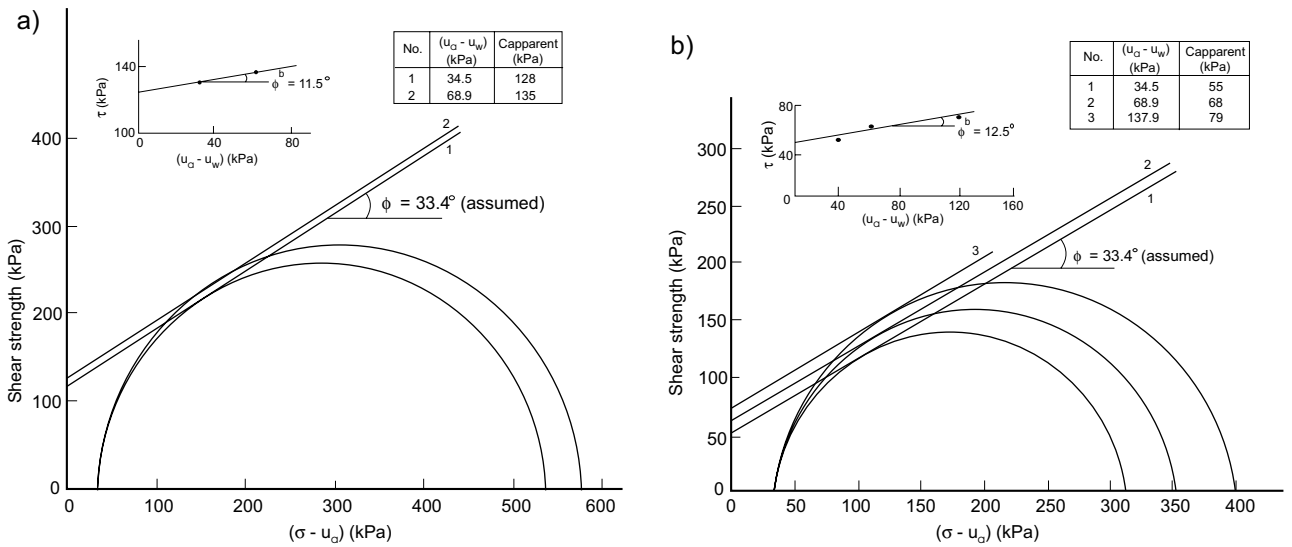 a)
140
100
τ (kPa)
ϕᵇ = 11.5°
0 40 80
(uₐ - u_w) (kPa)
No. (uₐ - u_w) (kPa) Capparent (kPa)
1 34.5 128
2 68.9 135
2
1
ϕ = 33.4° (assumed)
400
300
200
100
0
Shear strength (kPa)
0 100 200 300 400 500 600
(σ - uₐ) (kPa)
b)
80
40
0
τ (kPa)
ϕᵇ = 12.5°
40 80 120 160
(uₐ - u_w) (kPa)
No. (uₐ - u_w) (kPa) Capparent (kPa)
1 34.5 55
2 68.9 68
3 137.9 79
2
1
3
ϕ = 33.4° (assumed)
300
250
200
150
100
50
0
Shear strength (kPa)
0 50 100 150 200 250 300 350 400
(σ - uₐ) (kPa)